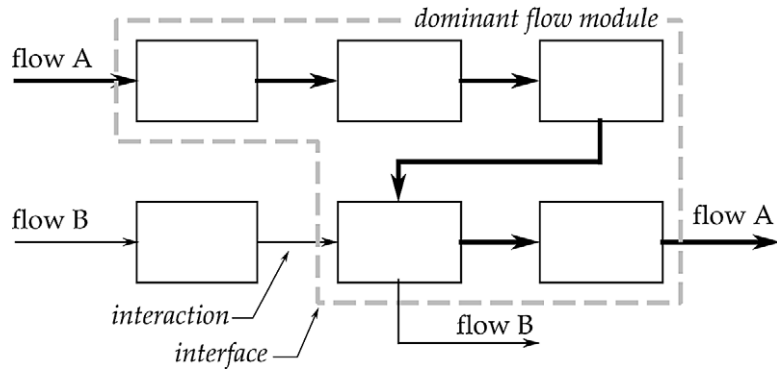 dominant flow module
flow A
flow B
flow A
interaction
flow B
interface